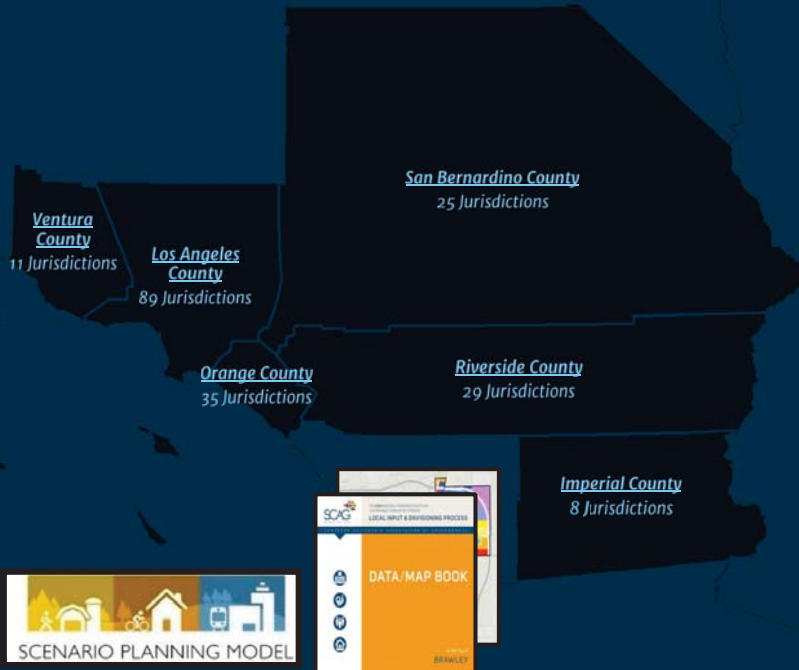 San Bernardino County
25 Jurisdictions
Ventura
County
11 Jurisdictions
Los Angeles
County
89 Jurisdictions
Orange County
35 Jurisdictions
Riverside County
29 Jurisdictions
Imperial County
8 Jurisdictions
SCAG
LOCAL INPUT & ENVISIONING PROCESS
DATA/MAP BOOK
BRAWLEY
SCENARIO PLANNING MODEL